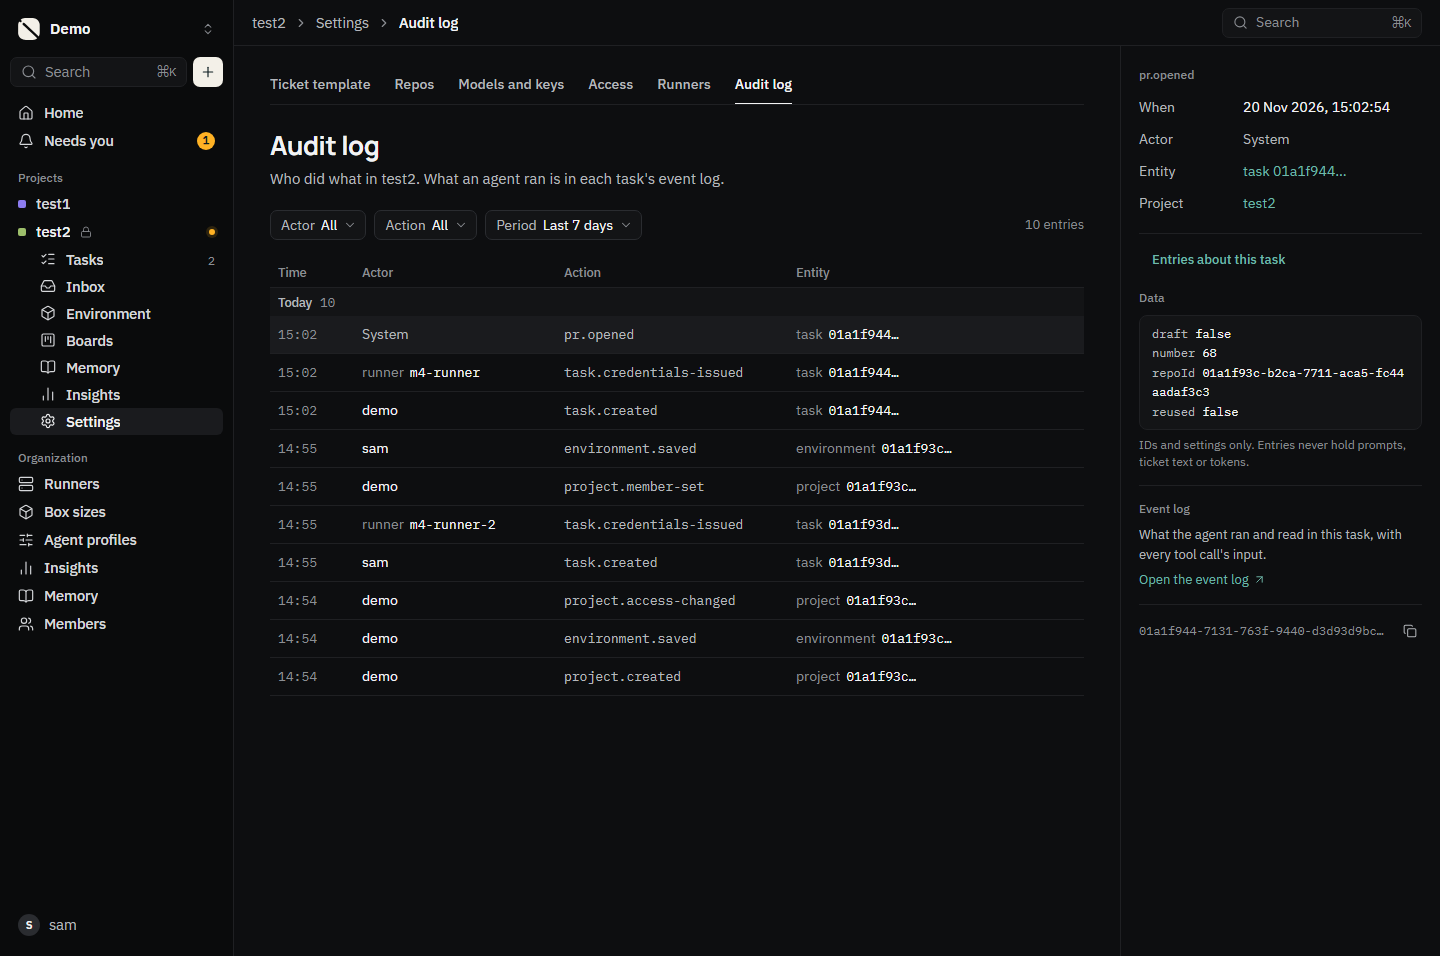 Demo
Search ⌘K
Home
Needs you 1
Projects
test1
test2
Tasks 2
Inbox
Environment
Boards
Memory
Insights
Settings
Organization
Runners
Box sizes
Agent profiles
Insights
Memory
Members
S sam
test2 > Settings > Audit log
Search ⌘K
Ticket template Repos Models and keys Access Runners Audit log
Audit log
Who did what in test2. What an agent ran is in each task's event log.
Actor All Action All Period Last 7 days 10 entries
Time Actor Action Entity
Today 10
15:02 System pr.opened task 01a1f944…
15:02 runner m4-runner task.credentials-issued task 01a1f944…
15:02 demo task.created task 01a1f944…
14:55 sam environment.saved environment 01a1f93c…
14:55 demo project.member-set project 01a1f93c…
14:55 runner m4-runner-2 task.credentials-issued task 01a1f93d…
14:55 sam task.created task 01a1f93d…
14:54 demo project.access-changed project 01a1f93c…
14:54 demo environment.saved environment 01a1f93c…
14:54 demo project.created project 01a1f93c…
pr.opened
When 20 Nov 2026, 15:02:54
Actor System
Entity task 01a1f944…
Project test2
Entries about this task
Data
draft false
number 68
repoId 01a1f93c-b2ca-7711-aca5-fc44
aadaf3c3
reused false
IDs and settings only. Entries never hold prompts,
ticket text or tokens.
Event log
What the agent ran and read in this task, with
every tool call's input.
Open the event log
01a1f944-7131-763f-9440-d3d93d9bc…